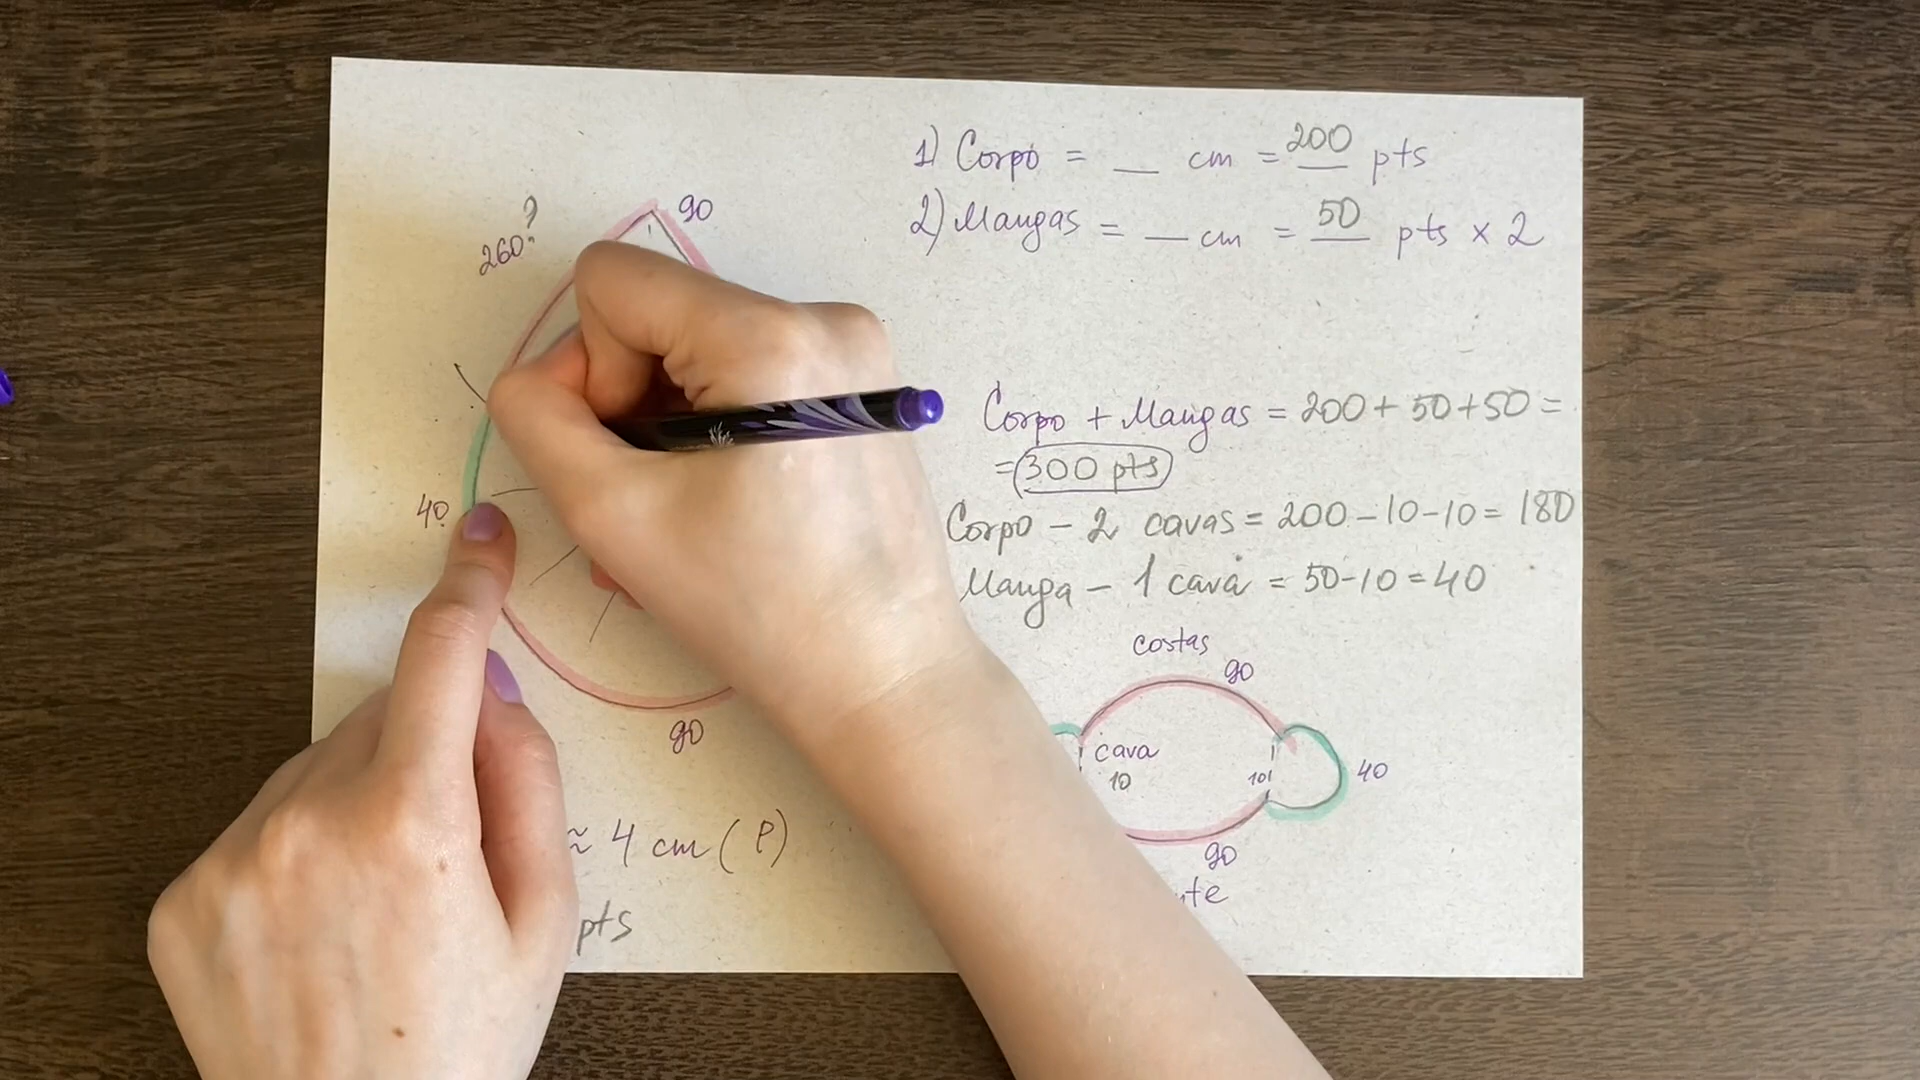 1) Corpo = __ cm = 200 pts
2) Mangas = __ cm = 50 pts x 2
90
260?
40
90
≈ 4 cm (P)
pts
Corpo + Mangas = 200 + 50 + 50 =
= 300 pts
Corpo - 2 cavas = 200 - 10 - 10 = 180
Manga - 1 cava = 50 - 10 = 40
costas
90
cava
10
10
40
90